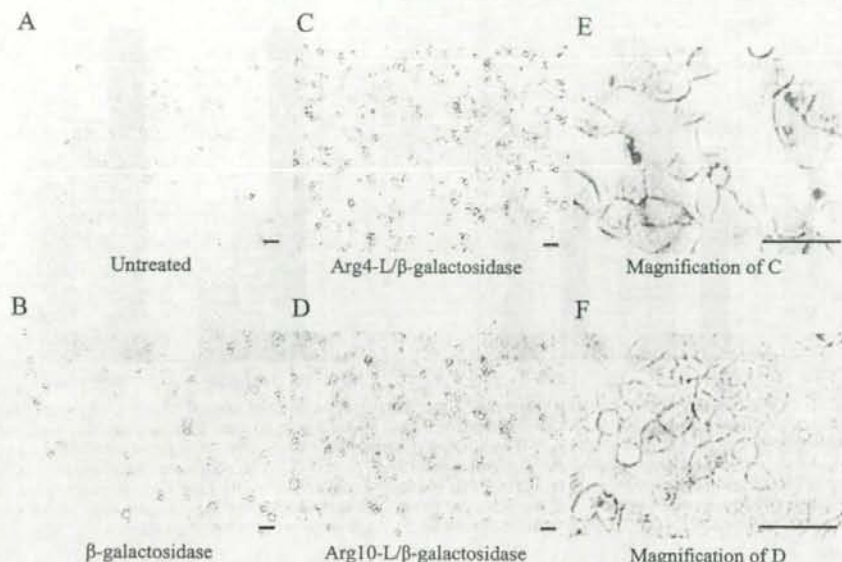 A
C
E
Untreated
Arg4-L/β-galactosidase
Magnification of C
B
D
F
β-galactosidase
Arg10-L/β-galactosidase
Magnification of D